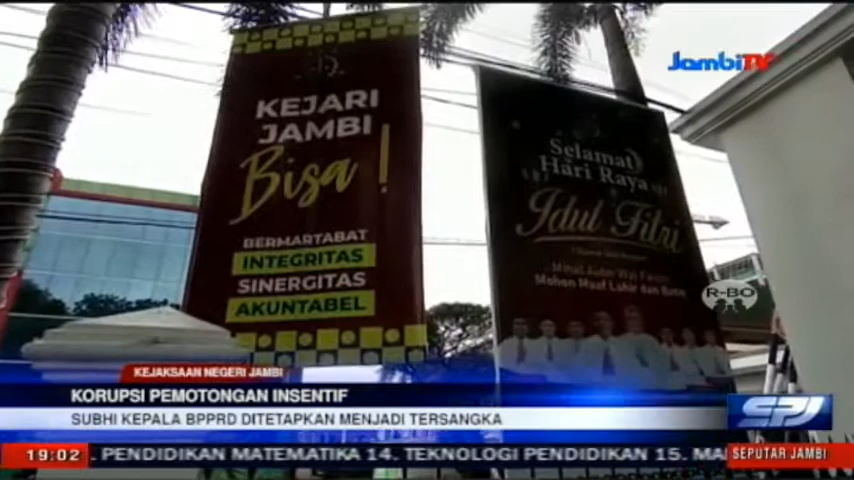 JambiTV
KEJARI
JAMBI
Bisa!
BERMARTABAT
INTEGRITAS
SINERGITAS
AKUNTABEL
Selamat
Hari Raya
Idul Fitri
Minal Aidin Wal Faizin
Mohon Maaf Lahir dan Batin
R-BO
KEJAKSAAN NEGERI JAMBI
KORUPSI PEMOTONGAN INSENTIF
SUBHI KEPALA BPPRD DITETAPKAN MENJADI TERSANGKA
SPJ
19:02 . PENDIDIKAN MATEMATIKA 14. TEKNOLOGI PENDIDIKAN 15. MA
SEPUTAR JAMBI